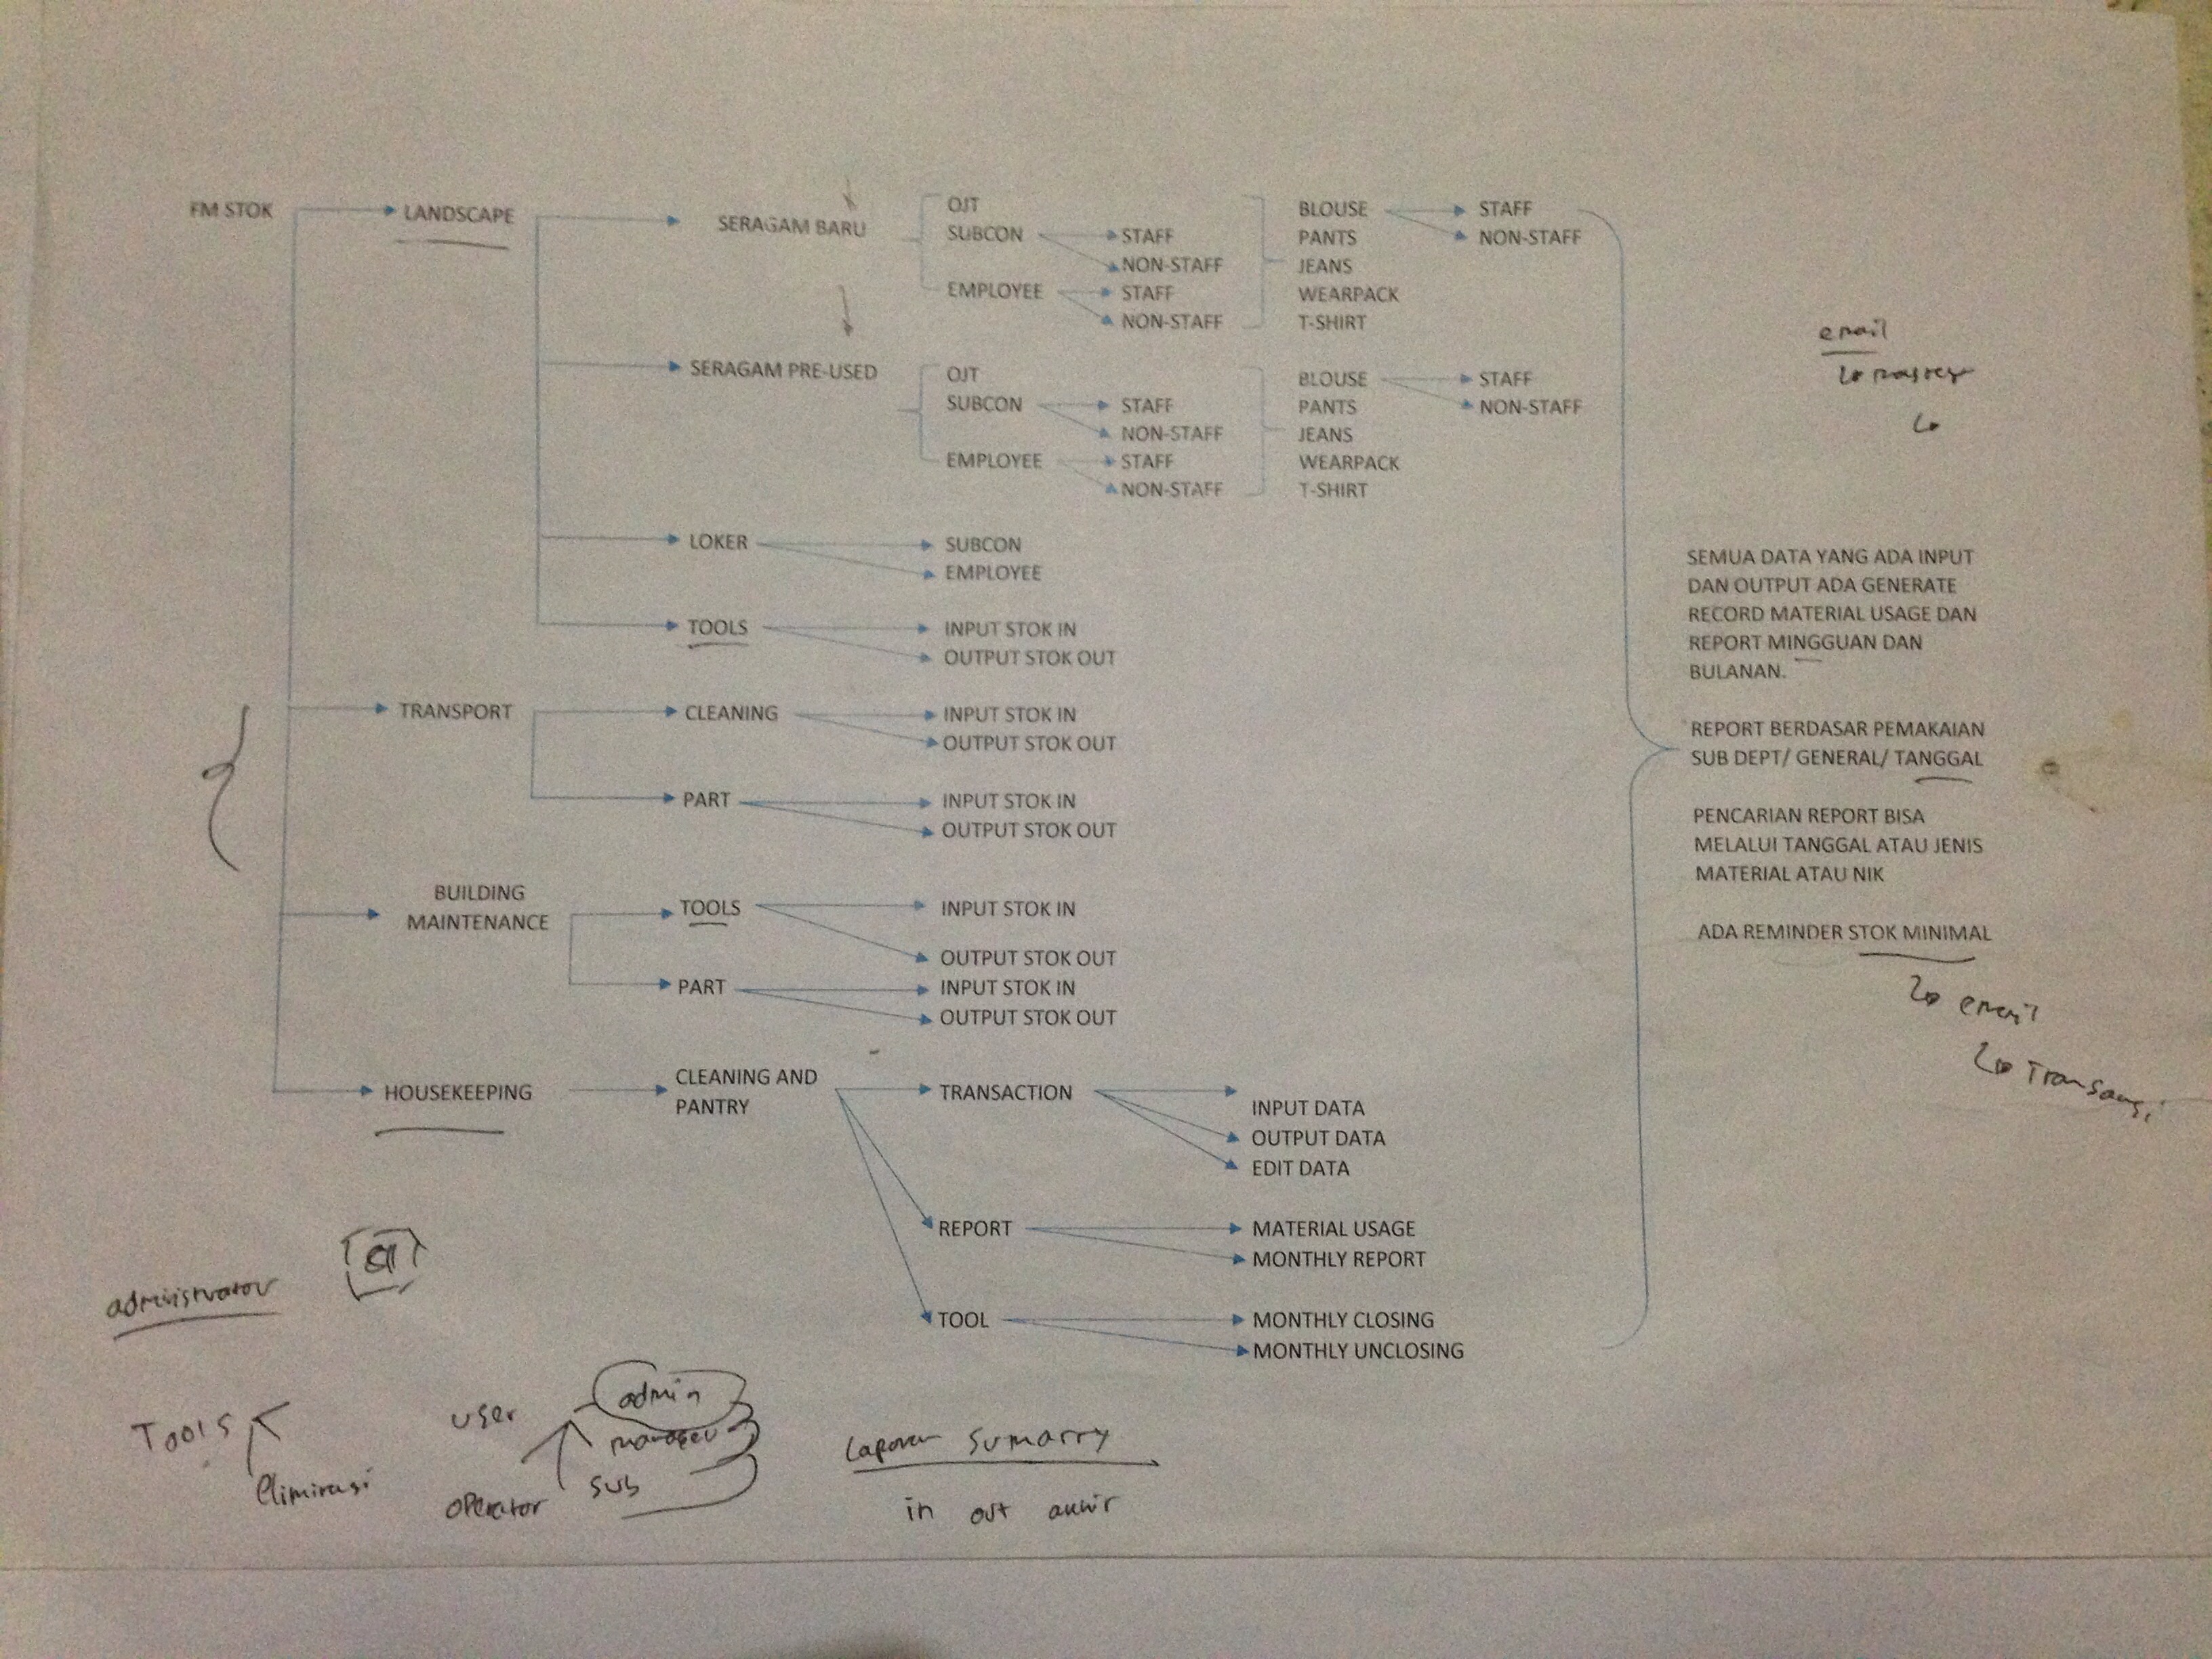 FM STOK
LANDSCAPE
SERAGAM BARU
OJT
SUBCON
STAFF
NON-STAFF
EMPLOYEE
STAFF
NON-STAFF
BLOUSE
PANTS
JEANS
WEARPACK
T-SHIRT
STAFF
NON-STAFF
SERAGAM PRE-USED
OJT
SUBCON
STAFF
NON-STAFF
EMPLOYEE
STAFF
NON-STAFF
BLOUSE
PANTS
JEANS
WEARPACK
T-SHIRT
STAFF
NON-STAFF
LOKER
SUBCON
EMPLOYEE
TOOLS
INPUT STOK IN
OUTPUT STOK OUT
TRANSPORT
CLEANING
INPUT STOK IN
OUTPUT STOK OUT
PART
INPUT STOK IN
OUTPUT STOK OUT
BUILDING
MAINTENANCE
TOOLS
INPUT STOK IN
OUTPUT STOK OUT
PART
INPUT STOK IN
OUTPUT STOK OUT
HOUSEKEEPING
CLEANING AND
PANTRY
TRANSACTION
INPUT DATA
OUTPUT DATA
EDIT DATA
REPORT
MATERIAL USAGE
MONTHLY REPORT
TOOL
MONTHLY CLOSING
MONTHLY UNCLOSING
email
master
SEMUA DATA YANG ADA INPUT
DAN OUTPUT ADA GENERATE
RECORD MATERIAL USAGE DAN
REPORT MINGGUAN DAN
BULANAN.
REPORT BERDASAR PEMAKAIAN
SUB DEPT/ GENERAL/ TANGGAL
PENCARIAN REPORT BISA
MELALUI TANGGAL ATAU JENIS
MATERIAL ATAU NIK
ADA REMINDER STOK MINIMAL
email
administrator
Tools
Eliminasi
user
admin
manager
sub
operator
Laporan Sumarry
in out akhir